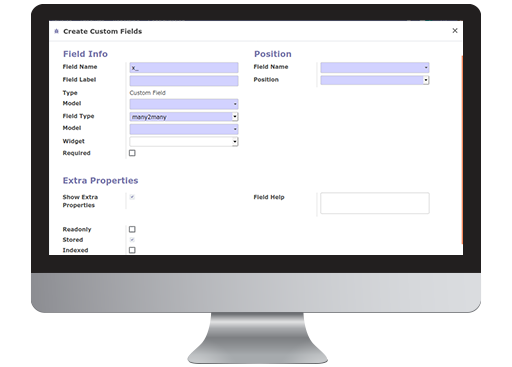 Create Custom Fields
Field Info
Position
Field Name
x_
Field Name
Field Label
Position
Type
Custom Field
Model
Field Type
many2many
Model
Widget
Required
Extra Properties
Show Extra
Properties
Field Help
Readonly
Stored
Indexed